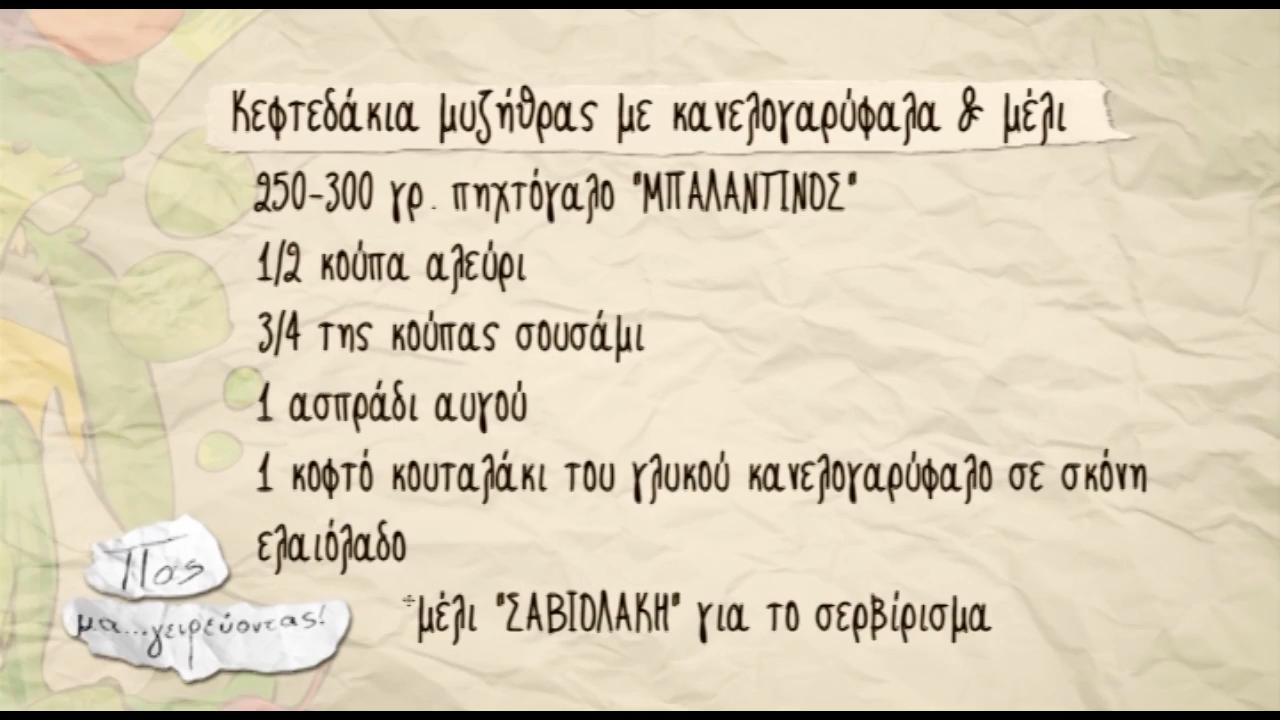 Κεφτεδάκια μυζήθρας με κανελογαρύφαλα & μέλι
250-300 γρ. πηχτόγαλο "ΜΠΑΛΑΝΤΙΝΟΣ"
1/2 κούπα αλεύρι
3/4 της κούπας σουσάμι
1 ασπράδι αυγού
1 κοφτό κουταλάκι του γλυκού κανελογαρύφαλο σε σκόνη
ελαιόλαδο
*μέλι "ΣΑΒΙΟΛΑΚΗ" για το σερβίρισμα
Πας
μα...γειρεύοντας!